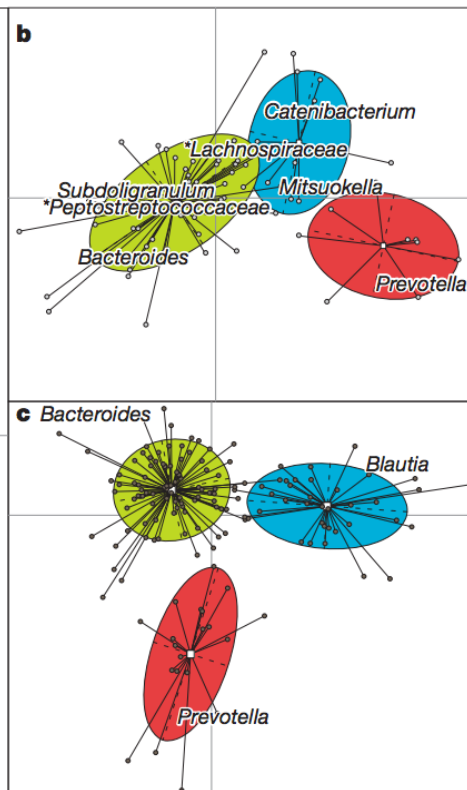 b
Catenibacterium
*Lachnospiraceae
Subdoligranulum
Mitsuokella
*Peptostreptococcaceae
Bacteroides
Prevotella
c Bacteroides
Blautia
Prevotella